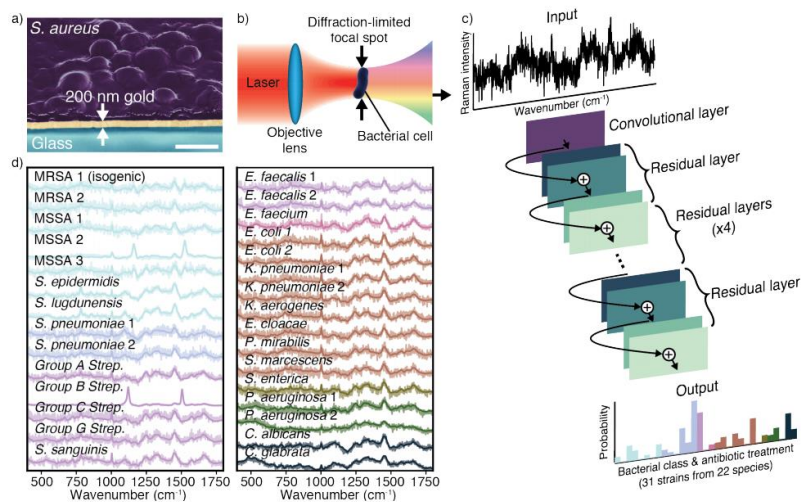 a)
S. aureus
200 nm gold
Glass
b)
Diffraction-limited
focal spot
Laser
Objective
lens
Bacterial cell
c)
Input
Raman intensity
Wavenumber (cm⁻¹)
Convolutional layer
Residual layer
Residual layers
(x4)
Residual layer
Output
Probability
Bacterial class & antibiotic treatment
(31 strains from 22 species)
d)
MRSA 1 (isogenic)
MRSA 2
MSSA 1
MSSA 2
MSSA 3
S. epidermidis
S. lugdunensis
S. pneumoniae 1
S. pneumoniae 2
Group A Strep.
Group B Strep.
Group C Strep.
Group G Strep.
S. sanguinis
500 750 1000 1250 1500 1750
Wavenumber (cm⁻¹)
E. faecalis 1
E. faecalis 2
E. faecium
E. coli 1
E. coli 2
K. pneumoniae 1
K. pneumoniae 2
K. aerogenes
E. cloacae
P. mirabilis
S. marcescens
S. enterica
P. aeruginosa 1
P. aeruginosa 2
C. albicans
C. glabrata
500 750 1000 1250 1500 1750
Wavenumber (cm⁻¹)